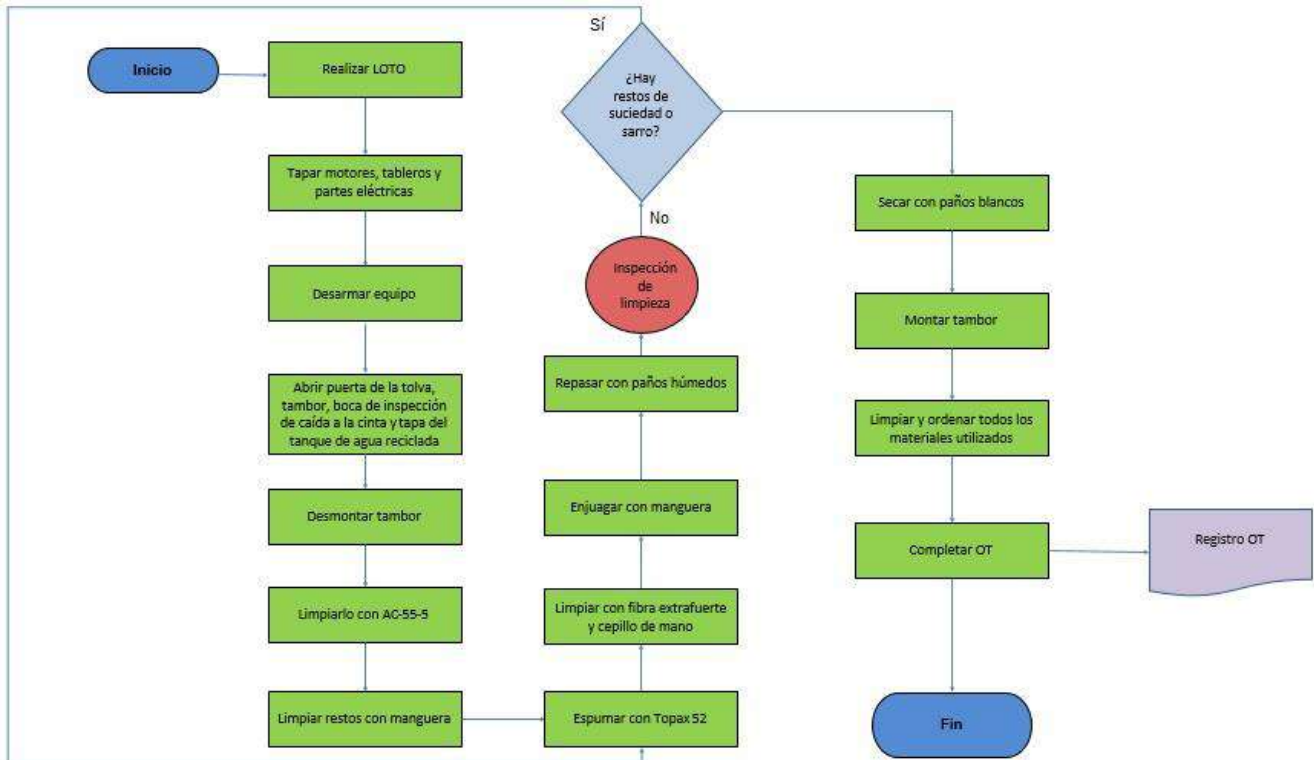 Inicio
Realizar LOTO
Tapar motores, tableros y
partes eléctricas
Desarmar equipo
Abrir puerta de la tolva,
tambor, boca de inspección
de caída a la cinta y tapa del
tanque de agua reciclada
Desmontar tambor
Limpiarlo con AC-55-5
Limpiar restos con manguera
Espumar con Topax 52
Limpiar con fibra extrafuerte
y cepillo de mano
Enjuagar con manguera
Repasar con paños húmedos
Inspección
de
limpieza
No
Sí
¿Hay
restos de
suciedad o
sarro?
Secar con paños blancos
Montar tambor
Limpiar y ordenar todos los
materiales utilizados
Completar OT
Registro OT
Fin